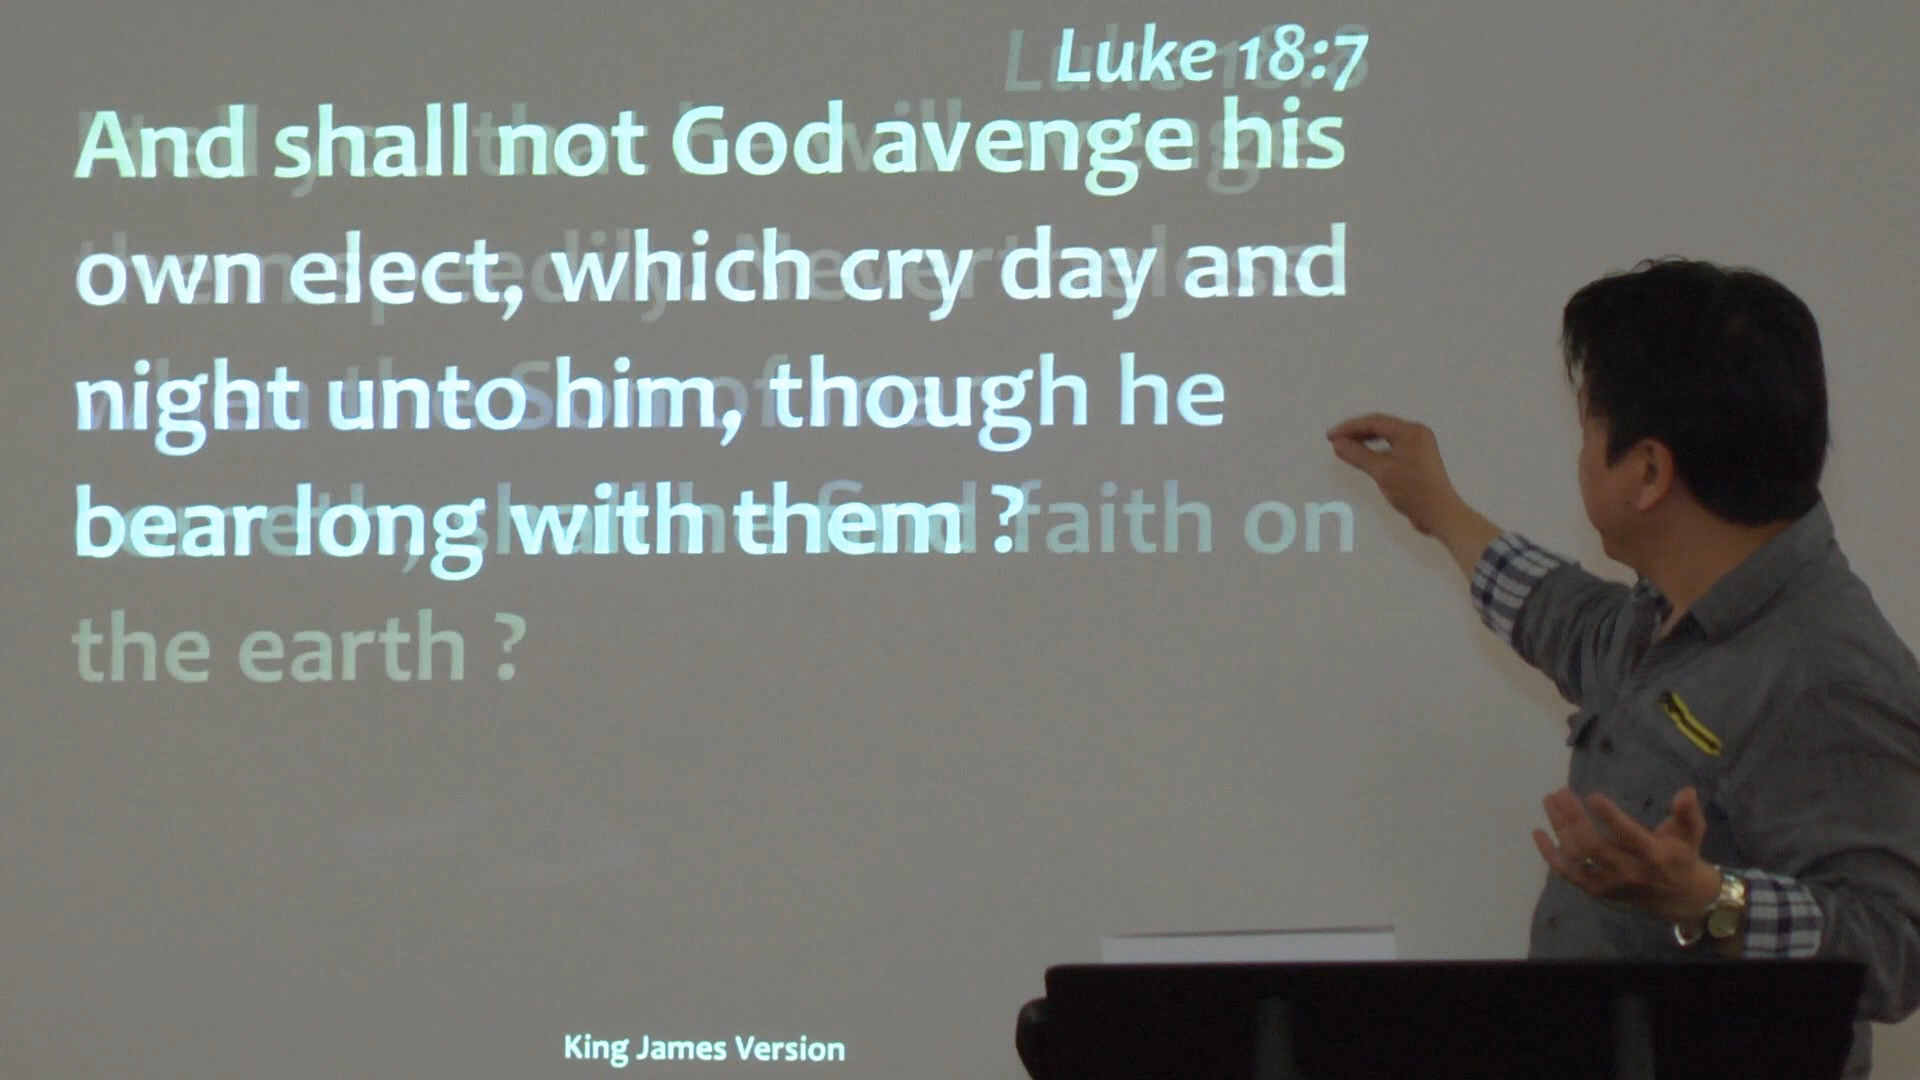 Luke 18:7
And shall not God avenge his
own elect, which cry day and
night unto him, though he
bear long with them ?
faith on
the earth ?
King James Version